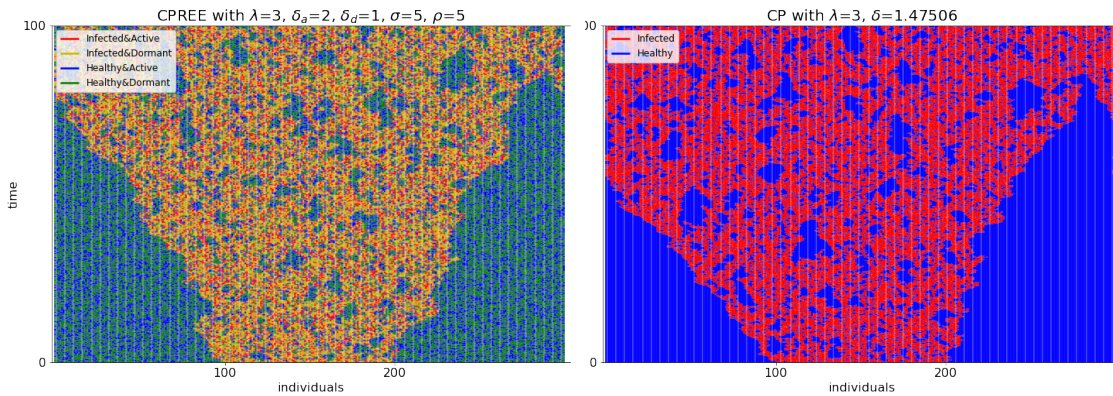 CPREE with λ=3, δa=2, δd=1, σ=5, ρ=5
100
Infected&Active
Infected&Dormant
Healthy&Active
Healthy&Dormant
time
0
100
200
individuals
CP with λ=3, δ=1.47506
00
Infected
Healthy
0
100
200
individuals